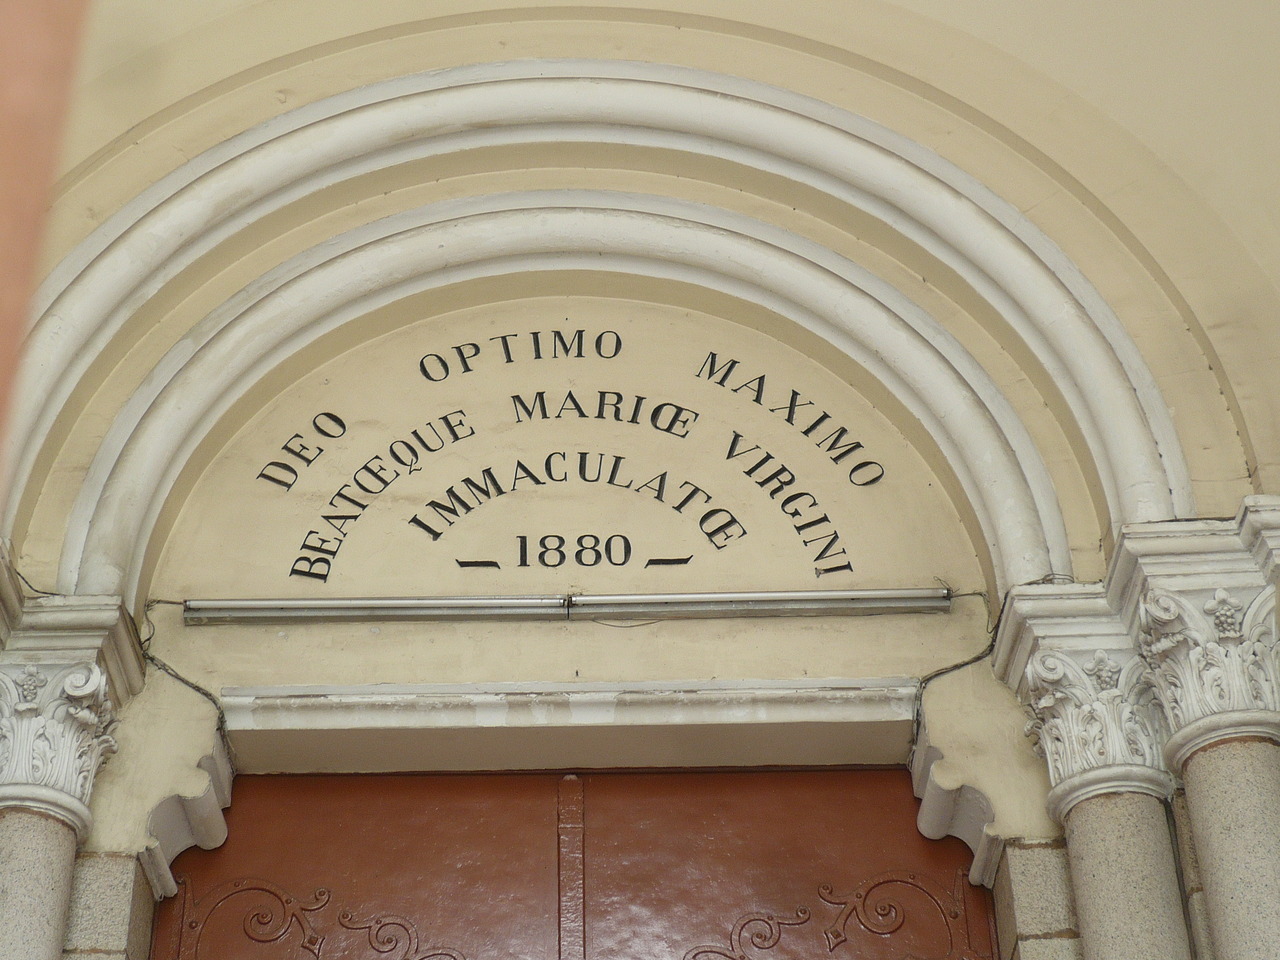 DEO OPTIMO MAXIMO
BEATŒQUE MARIŒ VIRGINI
IMMACULATŒ
1880